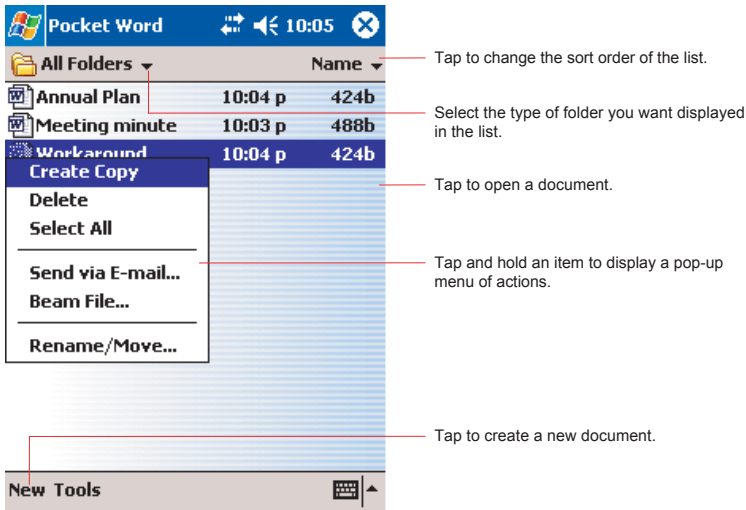 Pocket Word 10:05
All Folders Name
Annual Plan 10:04 p 424b
Meeting minute 10:03 p 488b
Workaround 10:04 p 424b
Create Copy
Delete
Select All
Send via E-mail...
Beam File...
Rename/Move...
New Tools
Tap to change the sort order of the list.
Select the type of folder you want displayed
in the list.
Tap to open a document.
Tap and hold an item to display a pop-up
menu of actions.
Tap to create a new document.